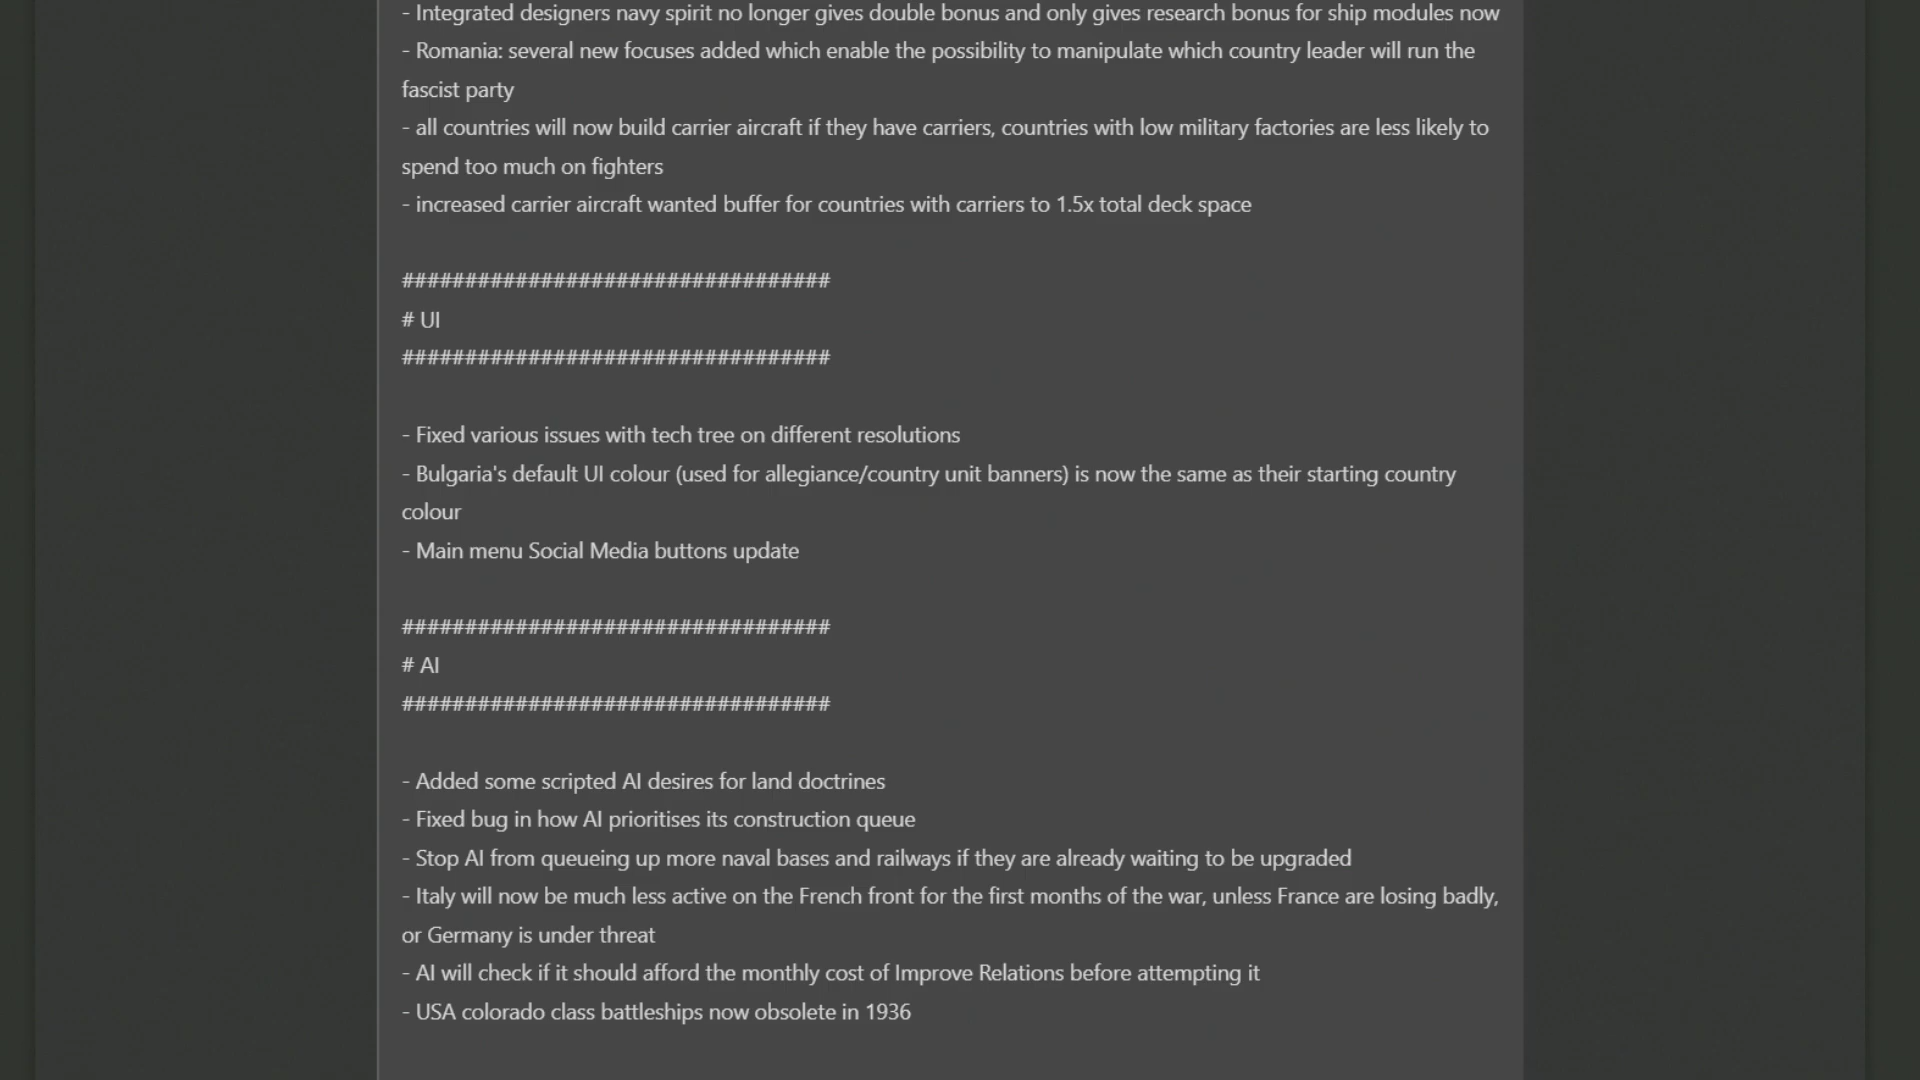 - Integrated designers navy spirit no longer gives double bonus and only gives research bonus for ship modules now
- Romania: several new focuses added which enable the possibility to manipulate which country leader will run the
fascist party
- all countries will now build carrier aircraft if they have carriers, countries with low military factories are less likely to
spend too much on fighters
- increased carrier aircraft wanted buffer for countries with carriers to 1.5x total deck space
##################################
# UI
##################################
- Fixed various issues with tech tree on different resolutions
- Bulgaria's default UI colour (used for allegiance/country unit banners) is now the same as their starting country
colour
- Main menu Social Media buttons update
##################################
# AI
##################################
- Added some scripted AI desires for land doctrines
- Fixed bug in how AI prioritises its construction queue
- Stop AI from queueing up more naval bases and railways if they are already waiting to be upgraded
- Italy will now be much less active on the French front for the first months of the war, unless France are losing badly,
or Germany is under threat
- AI will check if it should afford the monthly cost of Improve Relations before attempting it
- USA colorado class battleships now obsolete in 1936